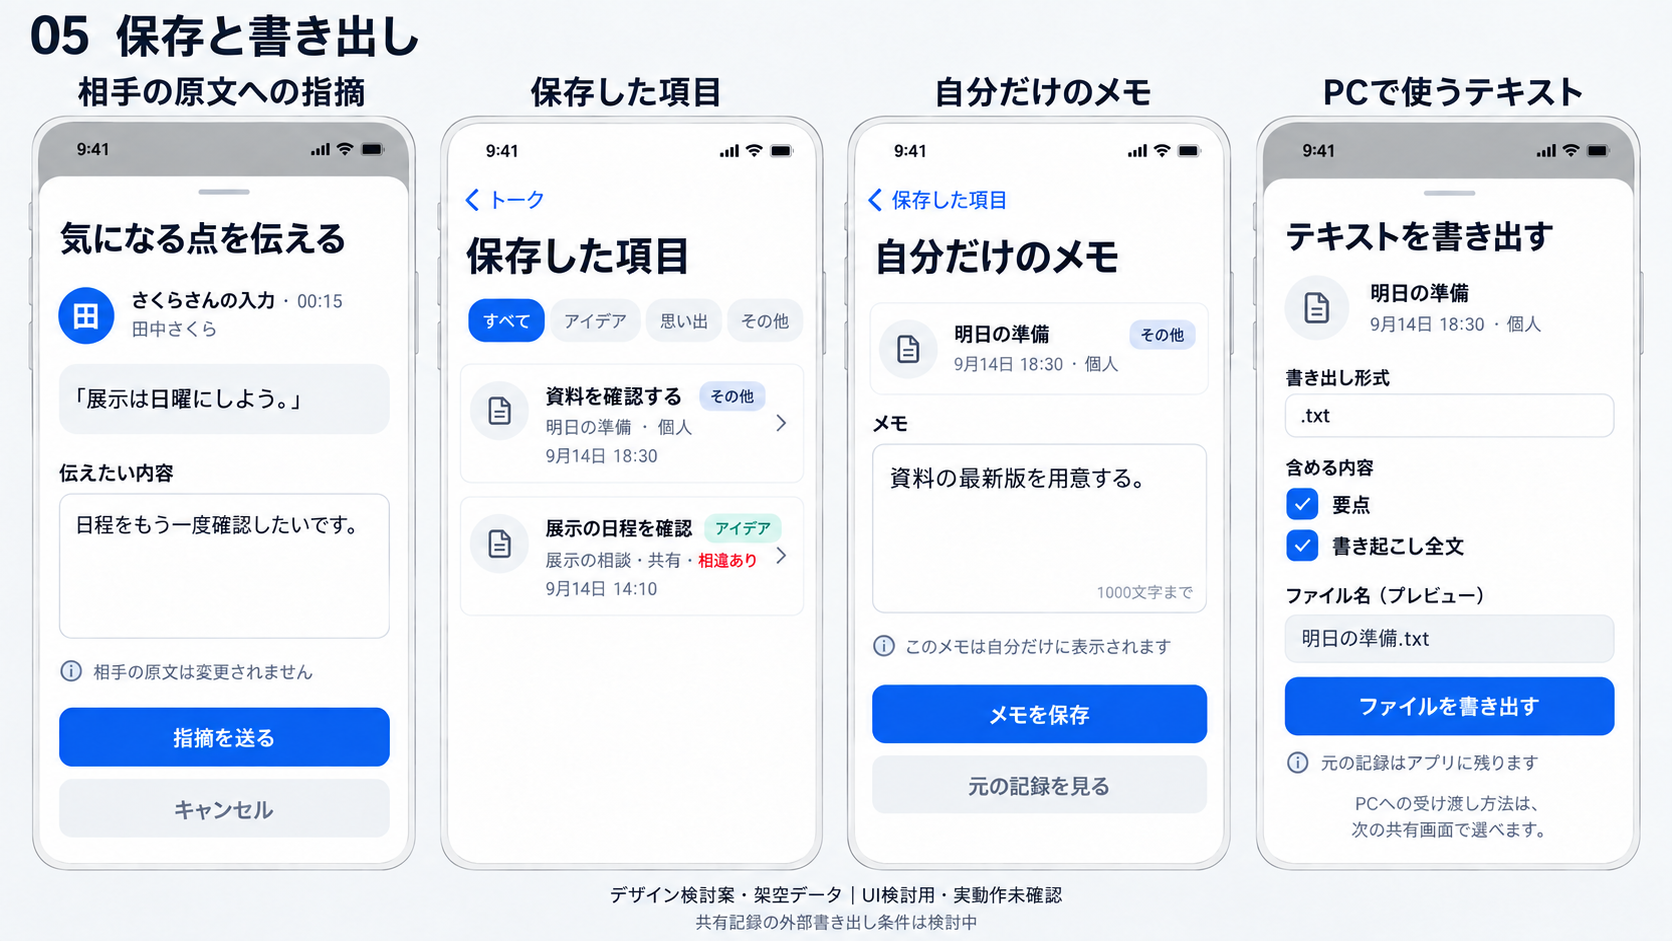 05 保存と書き出し
相手の原文への指摘
9:41
気になる点を伝える
田
さくらさんの入力・00:15
田中さくら
「展示は日曜にしよう。」
伝えたい内容
日程をもう一度確認したいです。
相手の原文は変更されません
指摘を送る
キャンセル
保存した項目
9:41
トーク
保存した項目
すべて
アイデア
思い出
その他
資料を確認する
その他
明日の準備・個人
9月14日 18:30
展示の日程を確認
アイデア
展示の相談・共有・相違あり
9月14日 14:10
自分だけのメモ
9:41
保存した項目
自分だけのメモ
明日の準備
その他
9月14日 18:30・個人
メモ
資料の最新版を用意する。
1000文字まで
このメモは自分だけに表示されます
メモを保存
元の記録を見る
PCで使うテキスト
9:41
テキストを書き出す
明日の準備
9月14日 18:30・個人
書き出し形式
.txt
含める内容
要点
書き起こし全文
ファイル名（プレビュー）
明日の準備.txt
ファイルを書き出す
元の記録はアプリに残ります
PCへの受け渡し方法は、
次の共有画面で選べます。
デザイン検討案・架空データ｜UI検討用・実動作未確認
共有記録の外部書き出し条件は検討中